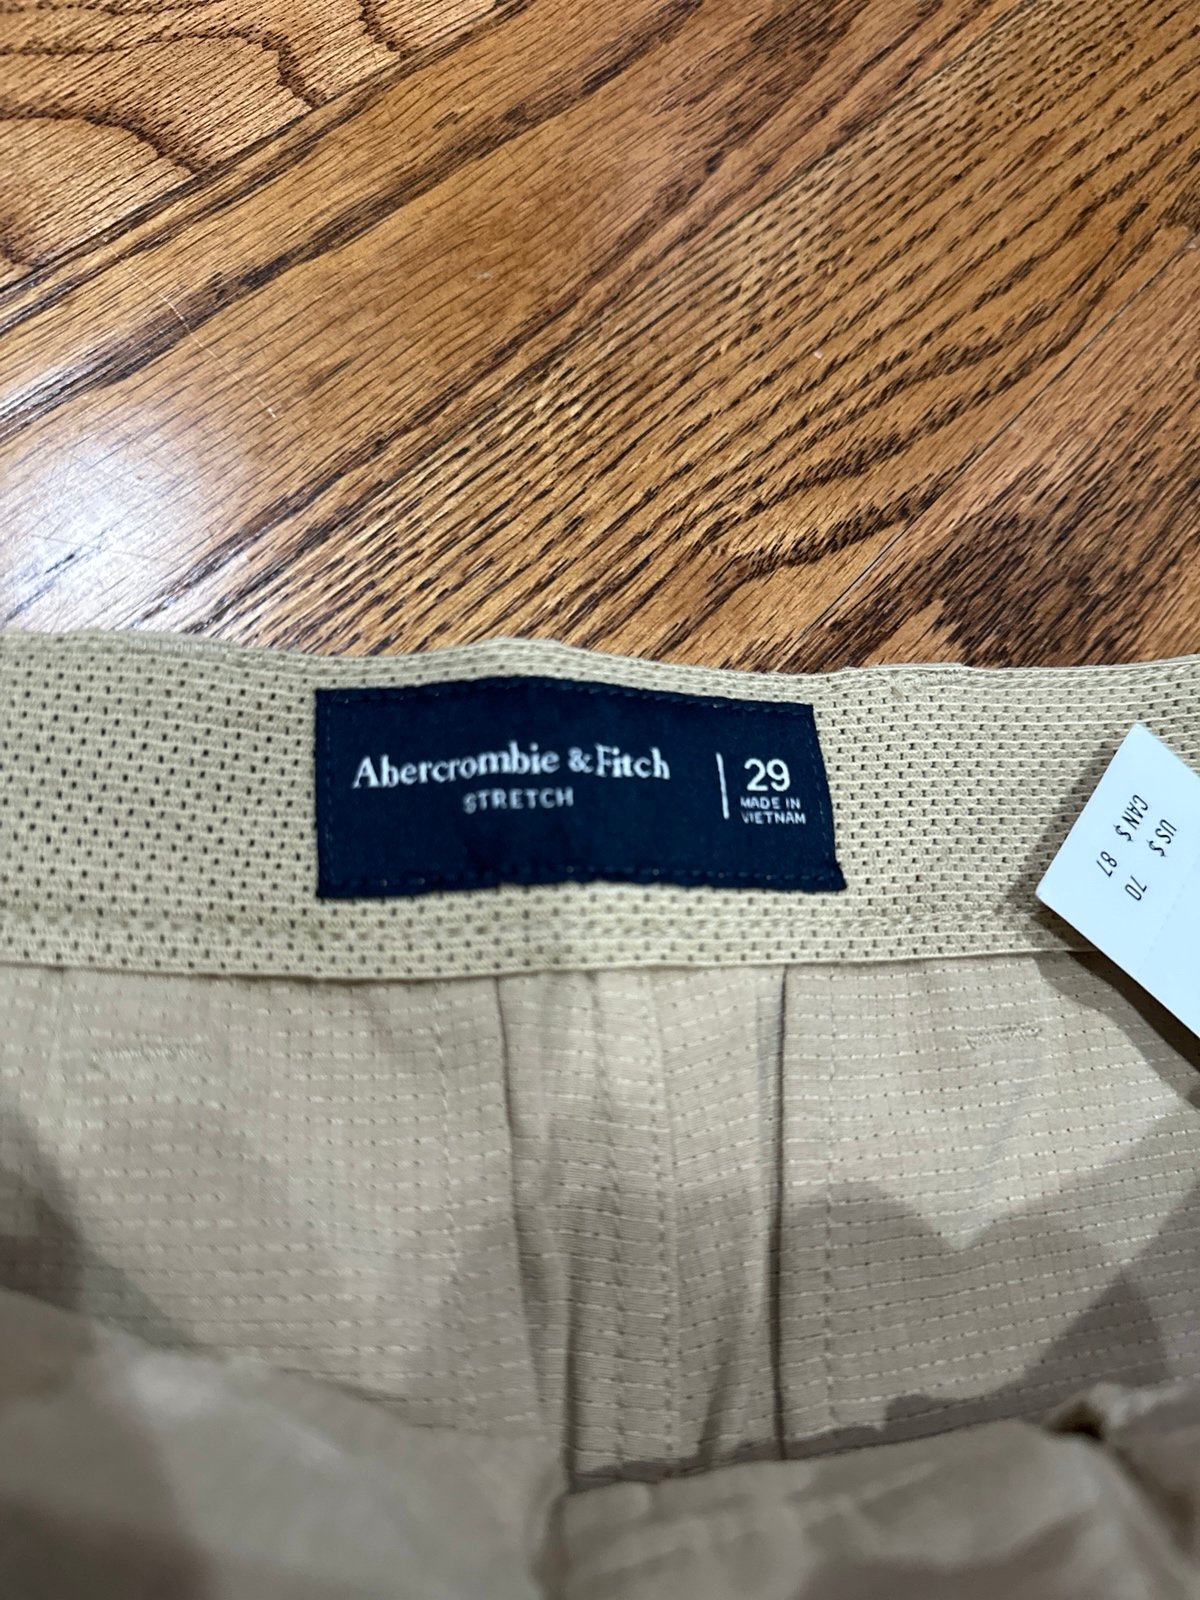 Abercrombie & Fitch
STRETCH
29
MADE IN
VIETNAM
US$ 70
CAN$ 87